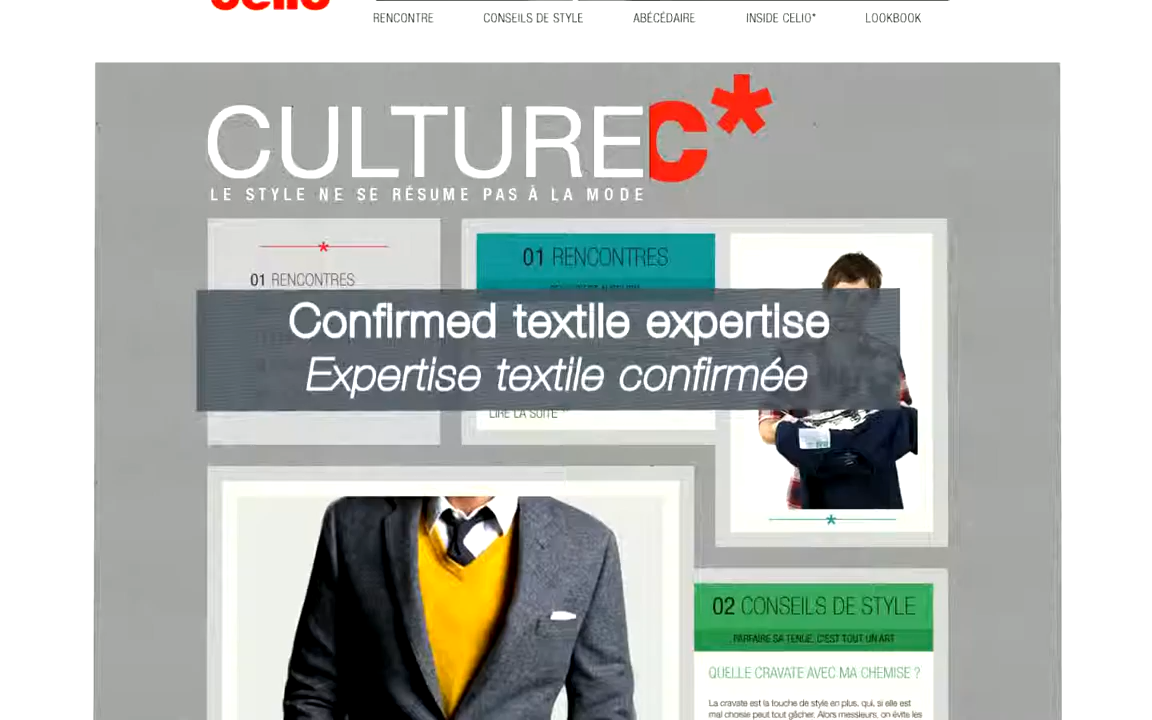 celio
RENCONTRE CONSEILS DE STYLE ABÉCÉDAIRE INSIDE CELIO* LOOKBOOK
CULTUREC*
LE STYLE NE SE RÉSUME PAS À LA MODE
01 RENCONTRES
01 RENCONTRES
Confirmed textile expertise
Expertise textile confirmée
LIRE LA SUITE
02 CONSEILS DE STYLE
PARFAIRE SA TENUE, C'EST TOUT UN ART
QUELLE CRAVATE AVEC MA CHEMISE ?
La cravate est la touche de style en plus, qui, si elle est
mal choisie peut tout gâcher. Alors messieurs, on évite les